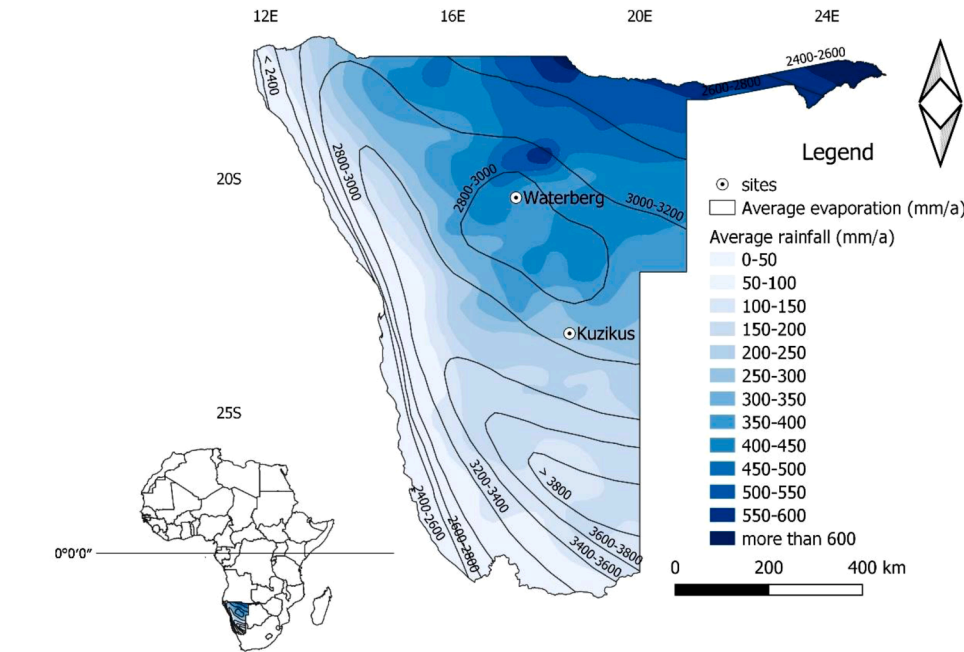 12E
16E
20E
24E
2400-2600
2600-2800
< 2400
2800-3000
2800-3000
3000-3200
20S
Waterberg
Kuzikus
25S
> 3800
3200-3400
2400-2600
2600-2800
3600-3800
3400-3600
0°0'0"
Legend
sites
Average evaporation (mm/a)
Average rainfall (mm/a)
0-50
50-100
100-150
150-200
200-250
250-300
300-350
350-400
400-450
450-500
500-550
550-600
more than 600
0
200
400 km